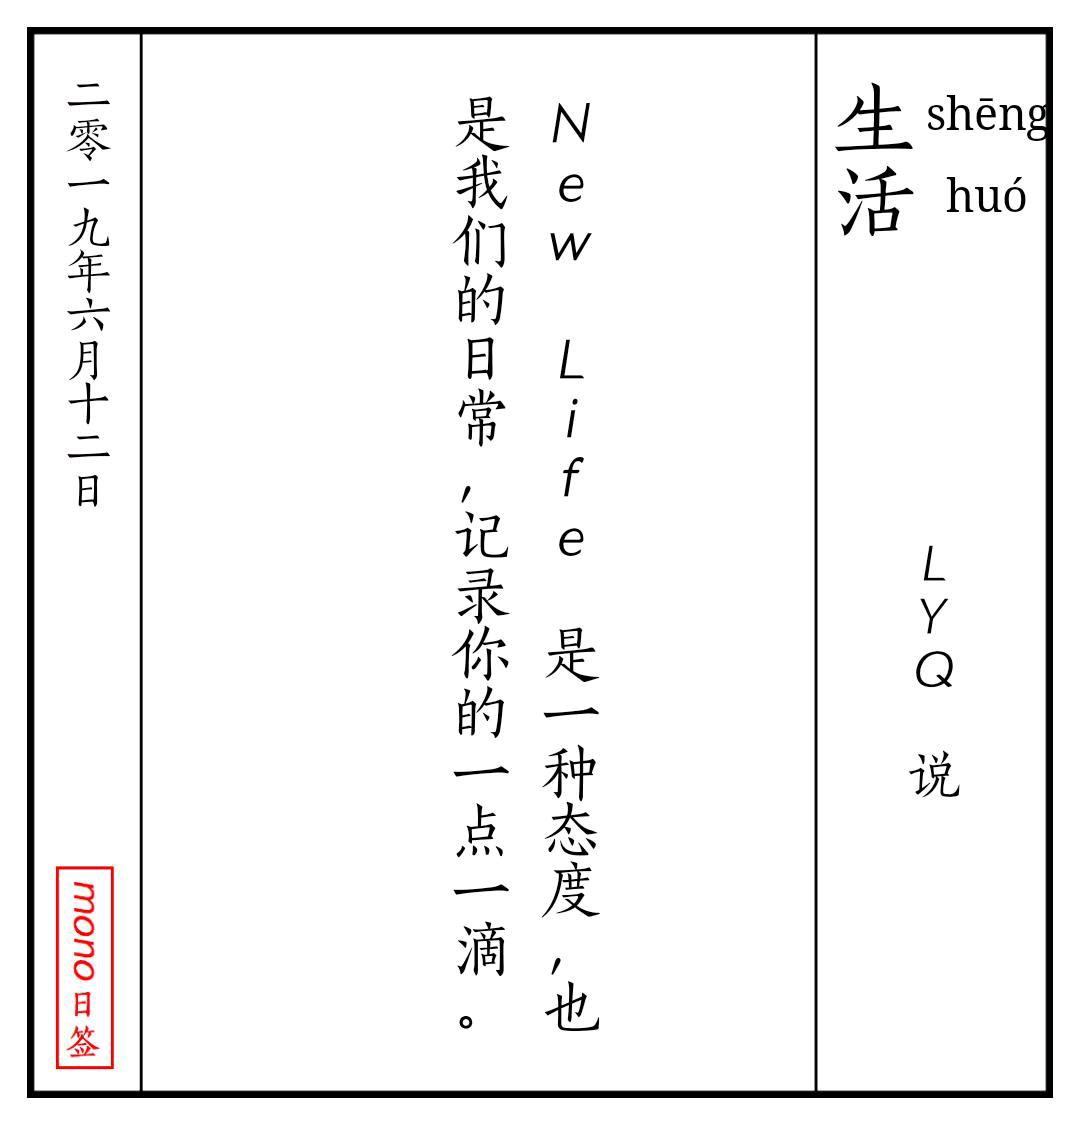 生 shēng
活 huó
LYQ 说
New Life 是一种态度，也
是我们的日常，记录你的一点一滴。
二零一九年六月十二日
mono日签